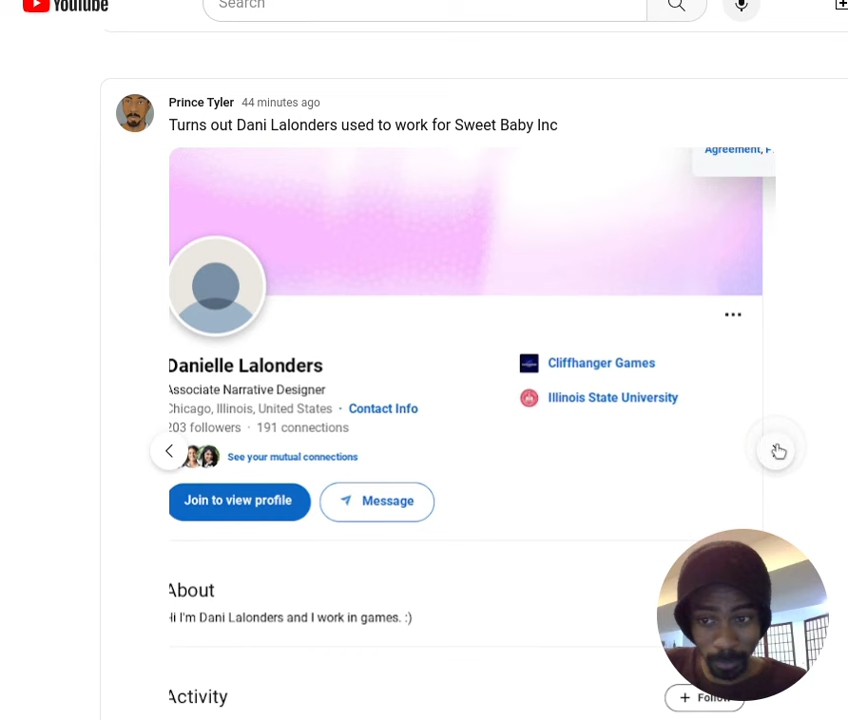 YouTube
Search
Prince Tyler 44 minutes ago
Turns out Dani Lalonders used to work for Sweet Baby Inc
Agreement,
Danielle Lalonders
Cliffhanger Games
Associate Narrative Designer
Chicago, Illinois, United States · Contact Info
Illinois State University
203 followers · 191 connections
See your mutual connections
Join to view profile
Message
About
Hi I'm Dani Lalonders and I work in games. :)
Activity
+ Follow